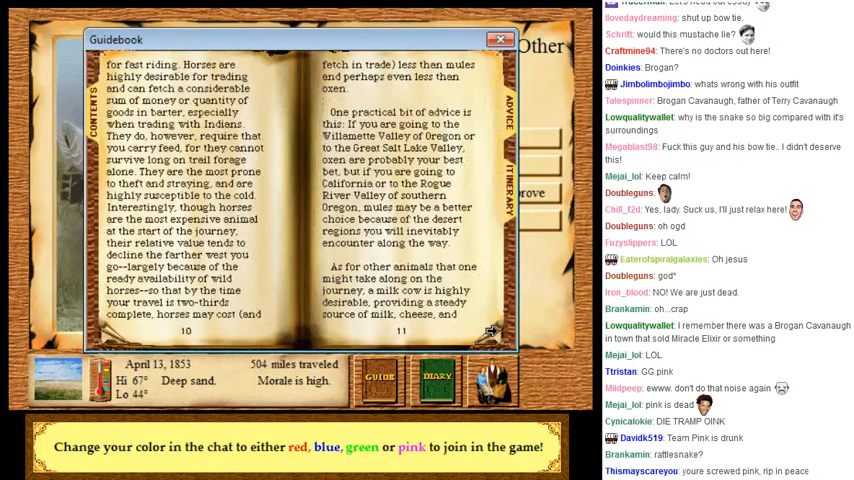 Guidebook
Other
for fast riding. Horses are
highly desirable for trading
and can fetch a considerable
sum of money or quantity of
goods in barter, especially
when trading with Indians.
They do, however, require that
you carry feed, for they cannot
survive long on trail forage
alone. They are the most prone
to theft and straying, and are
highly susceptible to the cold.
Interestingly, though horses
are the most expensive animal
at the start of the journey,
their relative value tends to
decline the farther west you
go--largely because of the
ready availability of wild
horses--so that by the time
your travel is two-thirds
complete, horses may cost (and
10
fetch in trade) less than mules
and perhaps even less than
oxen.
One practical bit of advice is
this: If you are going to the
Willamette Valley of Oregon or
to the Great Salt Lake Valley,
oxen are probably your best
bet, but if you are going to
California or to the Rogue
River Valley of southern
Oregon, mules may be a better
choice because of the desert
regions you will inevitably
encounter along the way.
As for other animals that one
might take along on the
journey, a milk cow is highly
desirable, providing a steady
source of milk, cheese, and
11
CONTENTS
ADVICE
ITINERARY
rove
April 13, 1853
504 miles traveled
Hi 67°
Deep sand.
Morale is high.
Lo 44°
GUIDE
DIARY
Change your color in the chat to either red, blue, green or pink to join in the game!
Ilovedaydreaming: shut up bow tie.
Schrift: would this mustache lie?
Craftmine94: There's no doctors out here!
Doinkies: Brogan?
Jimbolimbojimbo: whats wrong with his outfit
Talespinner: Brogan Cavanaugh, father of Terry Cavanaugh
Lowqualitywallet: why is the snake so big compared with it's
surroundings
Megablast98: Fuck this guy and his bow tie.. I didn't deserve
this!
Mejai_lol: Keep calm!
Doubleguns:
Chill_f2d: Yes, lady. Suck us, I'll just relax here!
Doubleguns: oh ogd
Fuzyslippers: LOL
Eaterofspiralgalaxies: Oh jesus
Doubleguns: god*
Iron_blood: NO! We are just dead.
Brankamin: oh...crap
Lowqualitywallet: I remember there was a Brogan Cavanaugh
in town that sold Miracle Elixir or something
Mejai_lol: LOL
Ttristan: GG pink
Mildpeep: ewww. don't do that noise again
Mejai_lol: pink is dead
Cynicalokie: DIE TRAMP OINK
Davidk519: Team Pink is drunk
Brankamin: rattlesnake?
Thismayscareyou: youre screwed pink, rip in peace